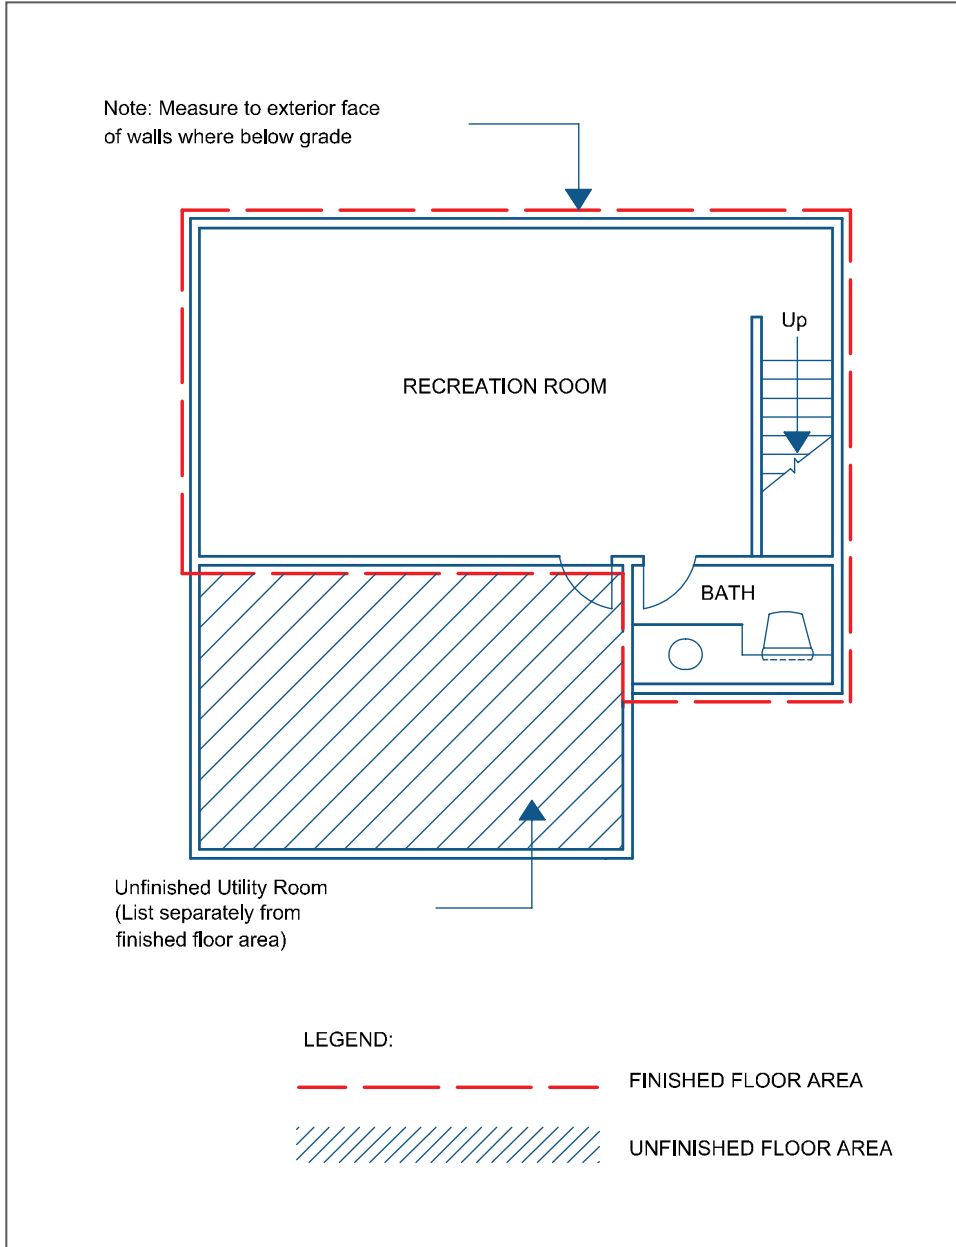 Note: Measure to exterior face
of walls where below grade
Up
RECREATION ROOM
BATH
Unfinished Utility Room
(List separately from
finished floor area)
LEGEND:
FINISHED FLOOR AREA
UNFINISHED FLOOR AREA